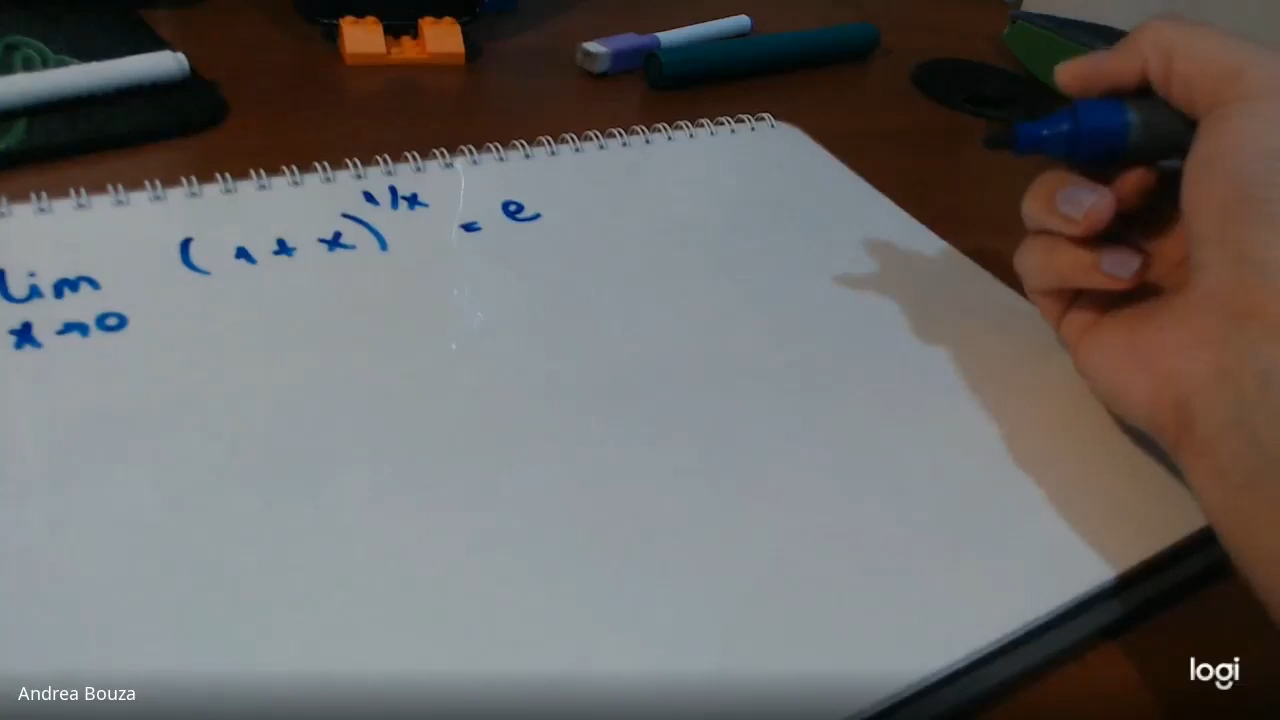 lim (1+x)^1/x = e
x→0
logi
Andrea Bouza